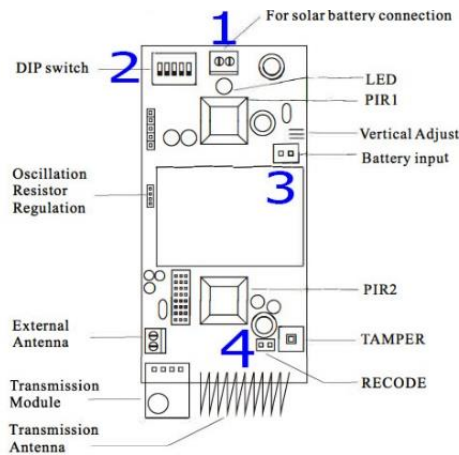 For solar battery connection
1
2
DIP switch
LED
PIR1
Vertical Adjust
Battery input
3
Oscillation
Resistor
Regulation
PIR2
External
Antenna
4
TAMPER
RECODE
Transmission
Module
Transmission
Antenna